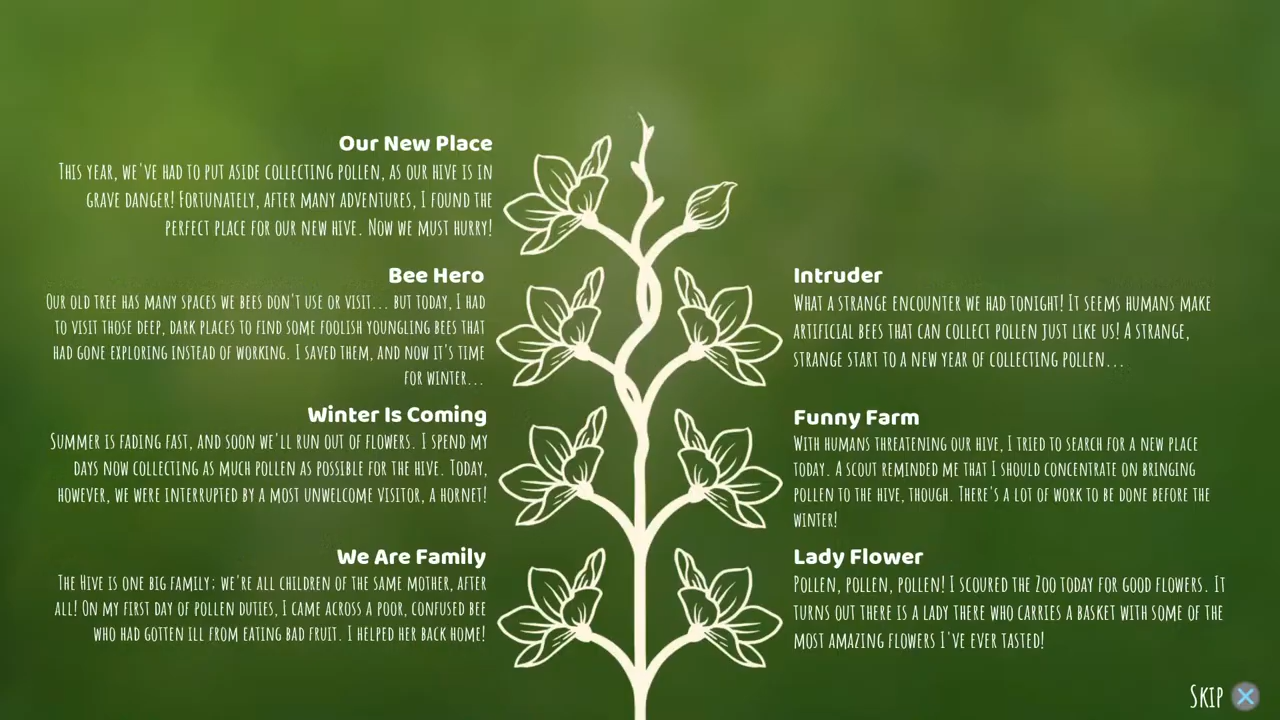 Our New Place
This year, we've had to put aside collecting pollen, as our hive is in
grave danger! Fortunately, after many adventures, I found the
perfect place for our new hive. Now we must hurry!
Bee Hero
Our old tree has many spaces we bees don't use or visit... but today, I had
to visit those deep, dark places to find some foolish youngling bees that
had gone exploring instead of working. I saved them, and now it's time
for winter...
Winter Is Coming
Summer is fading fast, and soon we'll run out of flowers. I spend my
days now collecting as much pollen as possible for the hive. Today,
however, we were interrupted by a most unwelcome visitor, a hornet!
We Are Family
The Hive is one big family; we're all children of the same mother, after
all! On my first day of pollen duties, I came across a poor, confused bee
who had gotten ill from eating bad fruit. I helped her back home!
Intruder
What a strange encounter we had tonight! It seems humans make
artificial bees that can collect pollen just like us! A strange,
strange start to a new year of collecting pollen...
Funny Farm
With humans threatening our hive, I tried to search for a new place
today. A scout reminded me that I should concentrate on bringing
pollen to the hive, though. There's a lot of work to be done before the
winter!
Lady Flower
Pollen, pollen, pollen! I scoured the Zoo today for good flowers. It
turns out there is a lady there who carries a basket with some of the
most amazing flowers I've ever tasted!
Skip